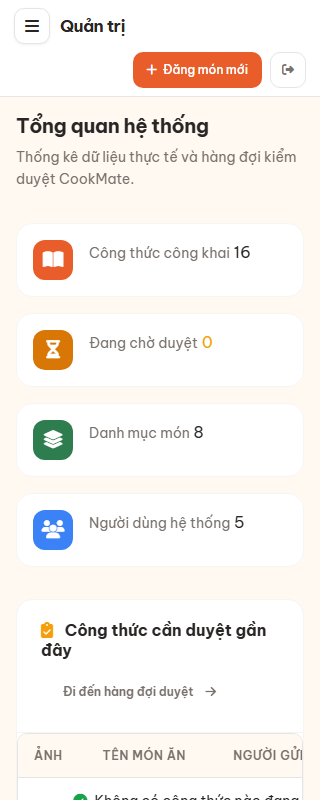 Quản trị
Đăng món mới
Tổng quan hệ thống
Thống kê dữ liệu thực tế và hàng đợi kiểm
duyệt CookMate.
Công thức công khai 16
Đang chờ duyệt 0
Danh mục món 8
Người dùng hệ thống 5
Công thức cần duyệt gần
đây
Đi đến hàng đợi duyệt
ẢNH TÊN MÓN ĂN NGƯỜI GỬI
Không có công thức nào đang